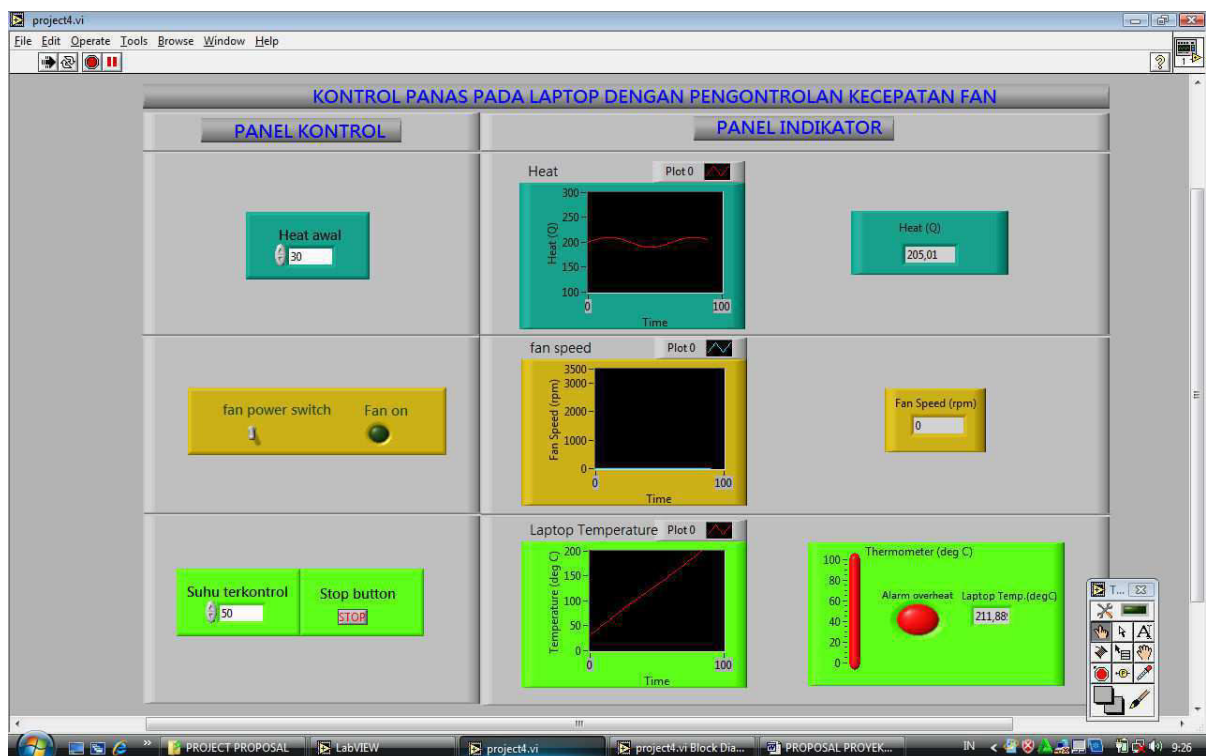 project4.vi
File Edit Operate Tools Browse Window Help
1
KONTROL PANAS PADA LAPTOP DENGAN PENGONTROLAN KECEPATAN FAN
PANEL KONTROL
PANEL INDIKATOR
Heat awal
30
Heat
Plot 0
300
250
200
150
100
Heat (Q)
0
100
Time
Heat (Q)
205,01
fan power switch
Fan on
fan speed
Plot 0
3500
3000
2000
1000
0
Fan Speed (rpm)
0
100
Time
Fan Speed (rpm)
0
Suhu terkontrol
50
Stop button
STOP
Laptop Temperature
Plot 0
200
150
100
50
0
Temperature (deg C)
0
100
Time
Thermometer (deg C)
100
80
60
40
20
0
Alarm overheat
Laptop Temp.(degC)
211,88
T...
A
PROJECT PROPOSAL
LabVIEW
project4.vi
project4.vi Block Dia...
PROPOSAL PROYEK...
IN
9:26